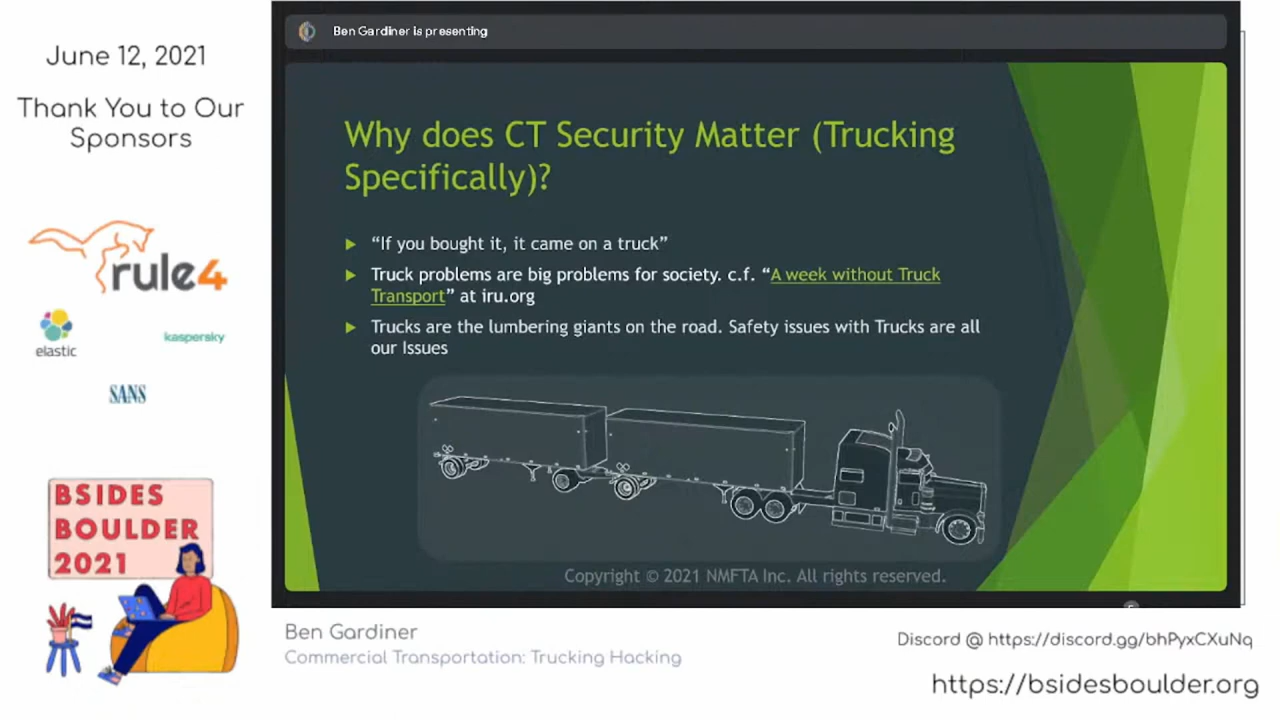 June 12, 2021
Thank You to Our
Sponsors
rule4
elastic
kaspersky
SANS
BSIDES
BOULDER
2021
Ben Gardiner is presenting
Why does CT Security Matter (Trucking
Specifically)?
“If you bought it, it came on a truck”
Truck problems are big problems for society. c.f. “A week without Truck
Transport” at iru.org
Trucks are the lumbering giants on the road. Safety issues with Trucks are all
our Issues
Copyright © 2021 NMFTA Inc. All rights reserved.
Ben Gardiner
Commercial Transportation: Trucking Hacking
Discord @ https://discord.gg/bhPyxCXuNq
https://bsidesboulder.org